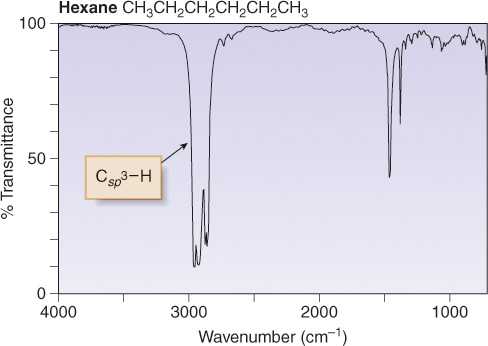 Hexane CH₃CH₂CH₂CH₂CH₂CH₃
100
50
0
% Transmittance
Csp³–H
4000 3000 2000 1000
Wavenumber (cm⁻¹)